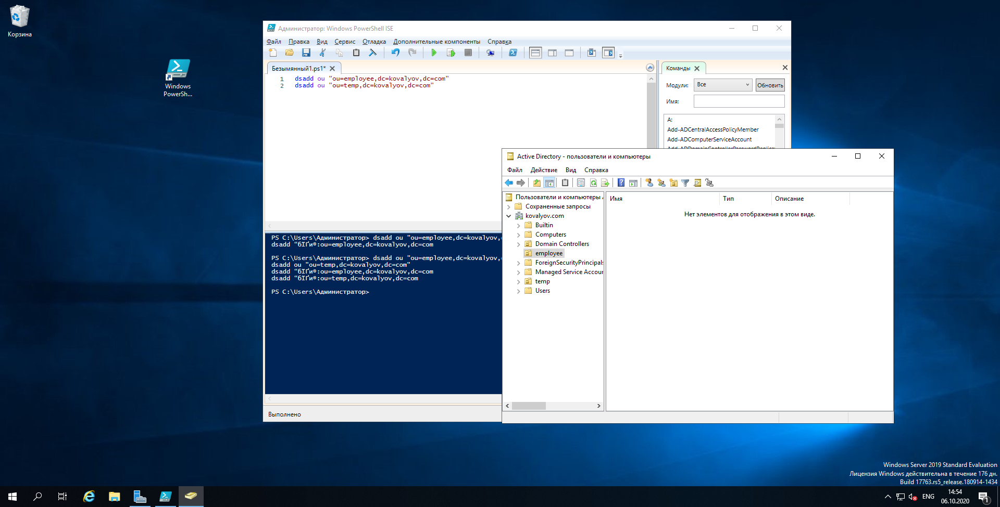 Корзина
Windows
PowerSh...
Администратор: Windows PowerShell ISE
Файл Правка Вид Сервис Отладка Дополнительные компоненты Справка
Безымянный1.ps1*
1 dsadd ou "ou=employee,dc=kovalyov,dc=com"
2 dsadd ou "ou=temp,dc=kovalyov,dc=com"
Команды
Модули: Все Обновить
Имя:
A:
Add-ADCentralAccessPolicyMember
Add-ADComputerServiceAccount
PS C:\Users\Администратор> dsadd ou "ou=employee,dc=kovalyov,
dsadd “бЇҐи®:ou=employee,dc=kovalyov,dc=com
PS C:\Users\Администратор> dsadd ou "ou=employee,dc=kovalyov,
dsadd ou "ou=temp,dc=kovalyov,dc=com"
dsadd “бЇҐи®:ou=employee,dc=kovalyov,dc=com
dsadd “бЇҐи®:ou=temp,dc=kovalyov,dc=com
PS C:\Users\Администратор>
Выполнено
Active Directory - пользователи и компьютеры
Файл Действие Вид Справка
Пользователи и компьютеры
Сохраненные запросы
kovalyov.com
Builtin
Computers
Domain Controllers
employee
ForeignSecurityPrincipals
Managed Service Accoun
temp
Users
Имя Тип Описание
Нет элементов для отображения в этом виде.
Windows Server 2019 Standard Evaluation
Лицензия Windows действительна в течение 176 дн.
Build 17763.rs5_release.180914-1434
ENG
14:54
06.10.2020
1